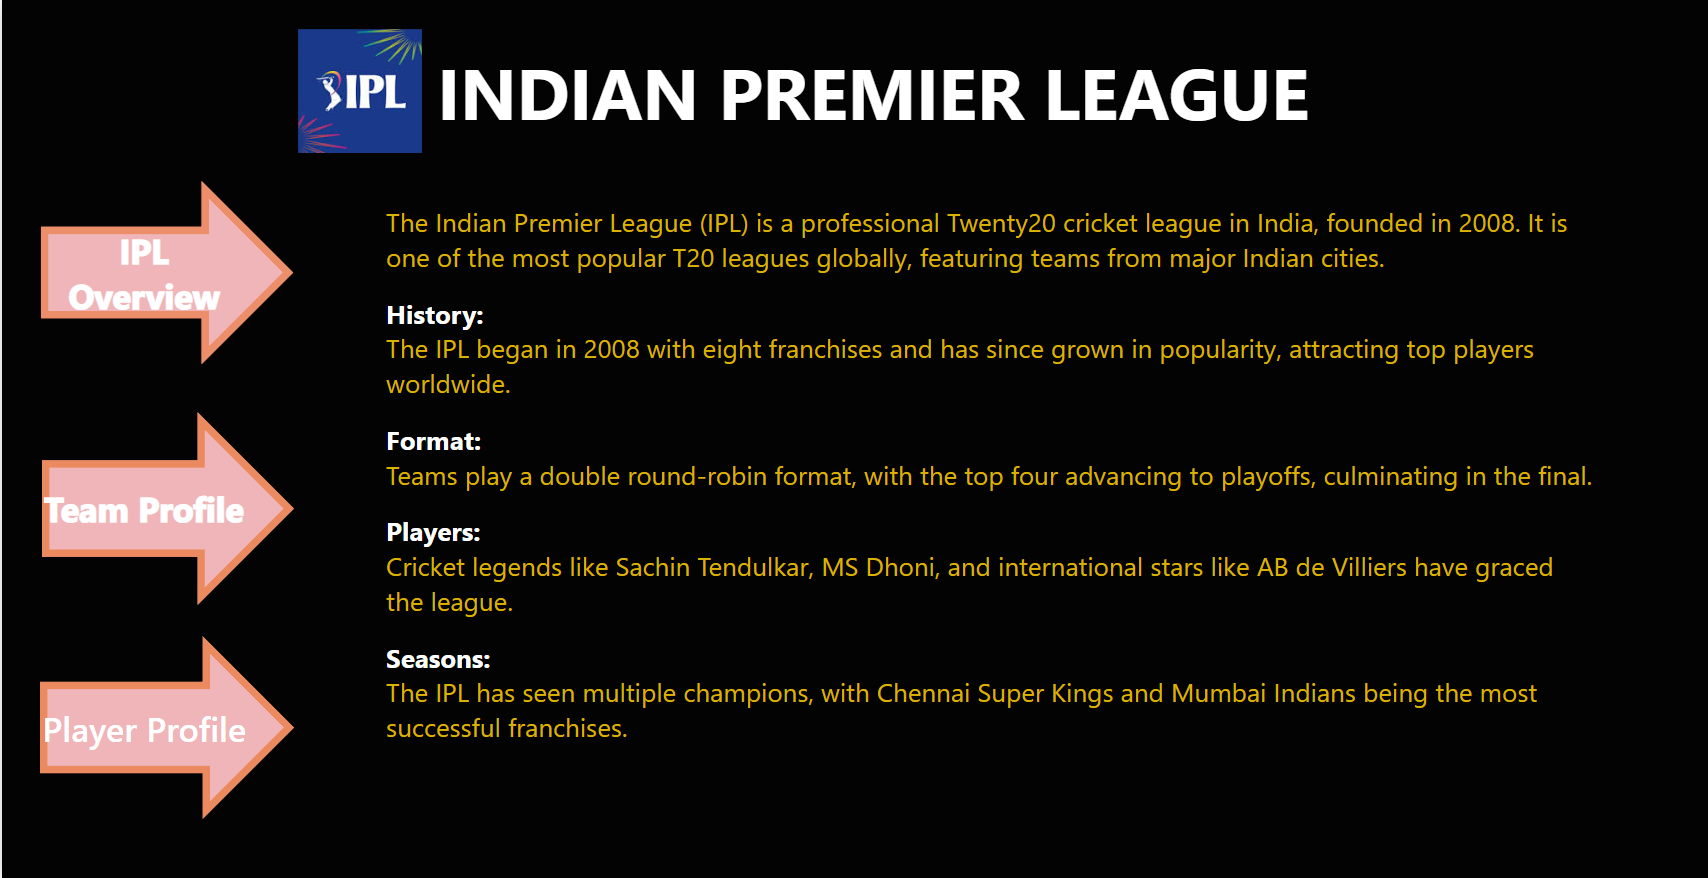 IPL
INDIAN PREMIER LEAGUE
IPL
Overview
Team Profile
Player Profile
The Indian Premier League (IPL) is a professional Twenty20 cricket league in India, founded in 2008. It is
one of the most popular T20 leagues globally, featuring teams from major Indian cities.
History:
The IPL began in 2008 with eight franchises and has since grown in popularity, attracting top players
worldwide.
Format:
Teams play a double round-robin format, with the top four advancing to playoffs, culminating in the final.
Players:
Cricket legends like Sachin Tendulkar, MS Dhoni, and international stars like AB de Villiers have graced
the league.
Seasons:
The IPL has seen multiple champions, with Chennai Super Kings and Mumbai Indians being the most
successful franchises.